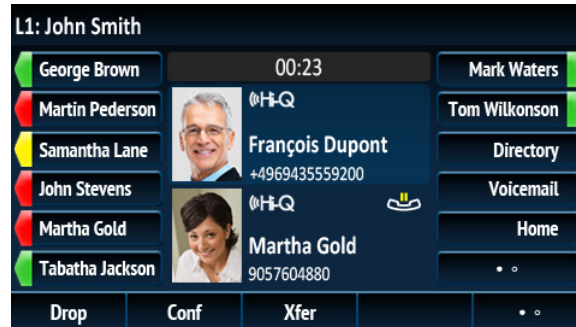 L1: John Smith
George Brown
Martin Pederson
Samantha Lane
John Stevens
Martha Gold
Tabatha Jackson
00:23
Hi-Q
François Dupont
+4969435559200
Hi-Q
Martha Gold
9057604880
Mark Waters
Tom Wilkonson
Directory
Voicemail
Home
Drop
Conf
Xfer